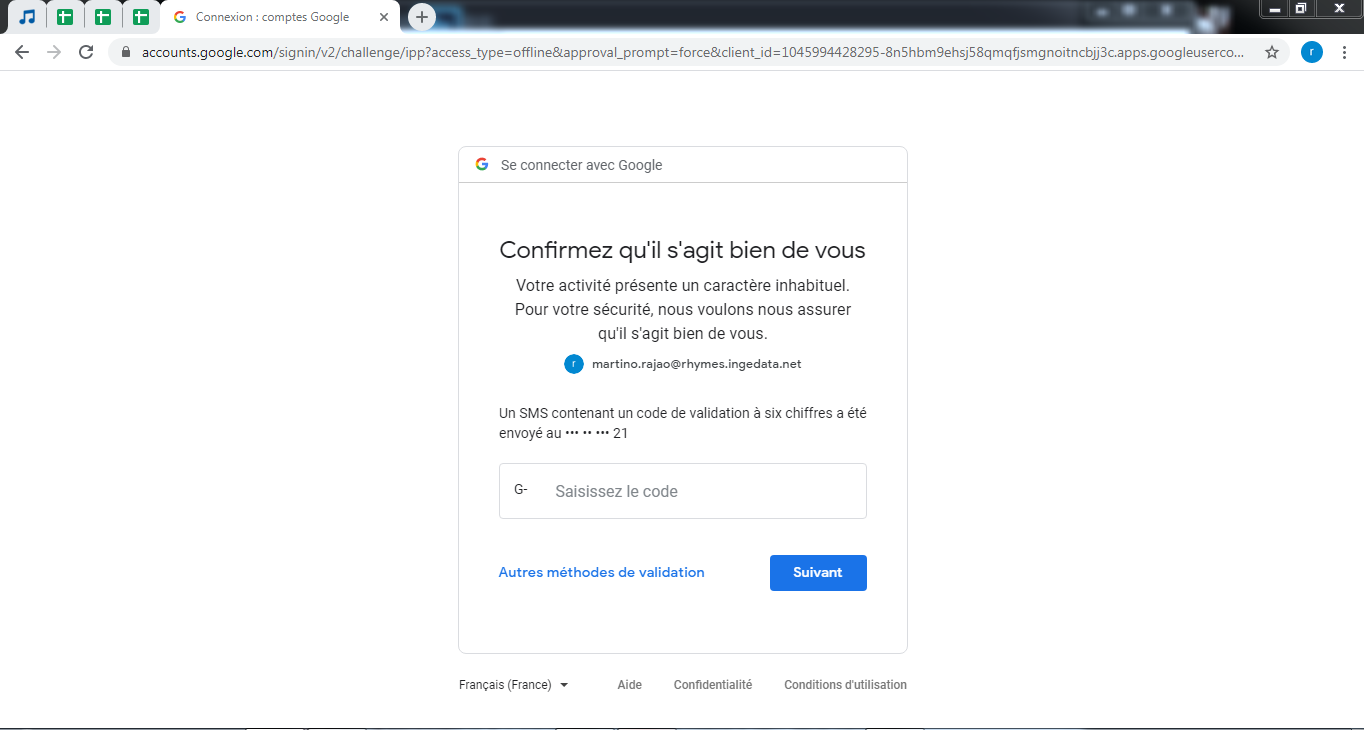 Connexion : comptes Google
accounts.google.com/signin/v2/challenge/ipp?access_type=offline&approval_prompt=force&client_id=1045994428295-8n5hbm9ehsj58qmqfjsmgnoitncbjj3c.apps.googleuserco...
r
Se connecter avec Google
Confirmez qu'il s'agit bien de vous
Votre activité présente un caractère inhabituel.
Pour votre sécurité, nous voulons nous assurer
qu'il s'agit bien de vous.
r martino.rajao@rhymes.ingedata.net
Un SMS contenant un code de validation à six chiffres a été
envoyé au ••• •• ••• 21
G- Saisissez le code
Autres méthodes de validation Suivant
Français (France) Aide Confidentialité Conditions d'utilisation